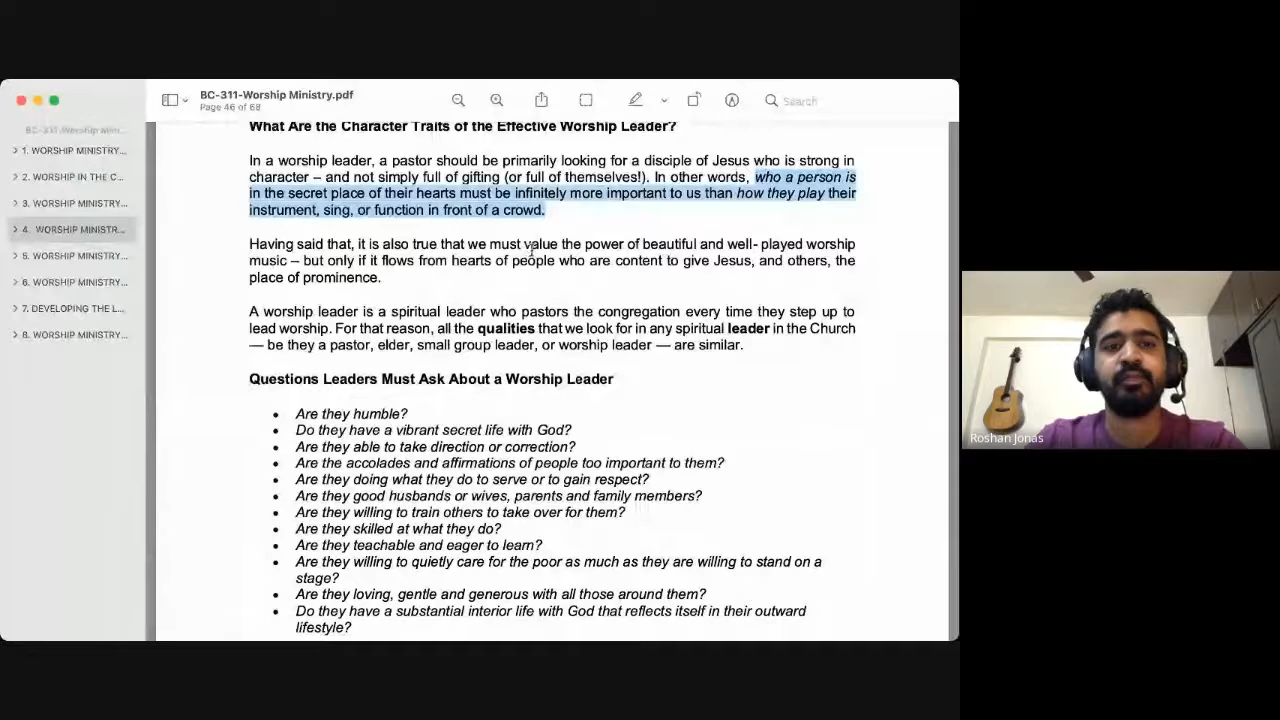 BC-311-Worship Ministry.pdf
Page 46 of 68
Search
BC-311-Worship Min...
1. WORSHIP MINISTRY...
2. WORSHIP IN THE C...
3. WORSHIP MINISTRY...
4. WORSHIP MINISTR...
5. WORSHIP MINISTRY...
6. WORSHIP MINISTRY...
7. DEVELOPING THE L...
8. WORSHIP MINISTRY...
What Are the Character Traits of the Effective Worship Leader?
In a worship leader, a pastor should be primarily looking for a disciple of Jesus who is strong in
character – and not simply full of gifting (or full of themselves!). In other words, who a person is
in the secret place of their hearts must be infinitely more important to us than how they play their
instrument, sing, or function in front of a crowd.
Having said that, it is also true that we must value the power of beautiful and well- played worship
music – but only if it flows from hearts of people who are content to give Jesus, and others, the
place of prominence.
A worship leader is a spiritual leader who pastors the congregation every time they step up to
lead worship. For that reason, all the qualities that we look for in any spiritual leader in the Church
— be they a pastor, elder, small group leader, or worship leader — are similar.
Questions Leaders Must Ask About a Worship Leader
• Are they humble?
• Do they have a vibrant secret life with God?
• Are they able to take direction or correction?
• Are the accolades and affirmations of people too important to them?
• Are they doing what they do to serve or to gain respect?
• Are they good husbands or wives, parents and family members?
• Are they willing to train others to take over for them?
• Are they skilled at what they do?
• Are they teachable and eager to learn?
• Are they willing to quietly care for the poor as much as they are willing to stand on a
stage?
• Are they loving, gentle and generous with all those around them?
• Do they have a substantial interior life with God that reflects itself in their outward
lifestyle?
Roshan Jonas